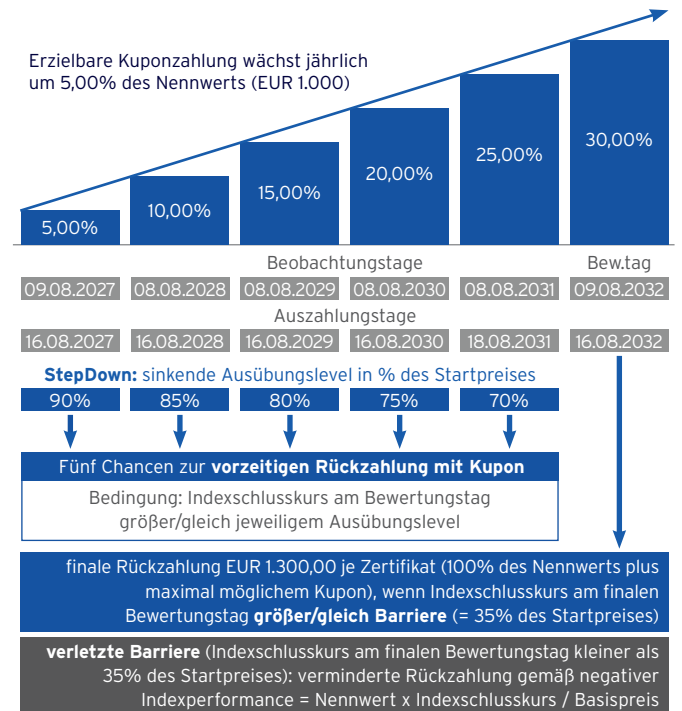 Erzielbare Kuponzahlung wächst jährlich
um 5,00% des Nennwerts (EUR 1.000)
5,00%
10,00%
15,00%
20,00%
25,00%
30,00%
Beobachtungstage Bew.tag
09.08.2027 08.08.2028 08.08.2029 08.08.2030 08.08.2031 09.08.2032
Auszahlungstage
16.08.2027 16.08.2028 16.08.2029 16.08.2030 18.08.2031 16.08.2032
StepDown: sinkende Ausübungslevel in % des Startpreises
90% 85% 80% 75% 70%
Fünf Chancen zur vorzeitigen Rückzahlung mit Kupon
Bedingung: Indexschlusskurs am Bewertungstag
größer/gleich jeweiligem Ausübungslevel
finale Rückzahlung EUR 1.300,00 je Zertifikat (100% des Nennwerts plus
maximal möglichem Kupon), wenn Indexschlusskurs am finalen
Bewertungstag größer/gleich Barriere (= 35% des Startpreises)
verletzte Barriere (Indexschlusskurs am finalen Bewertungstag kleiner als
35% des Startpreises): verminderte Rückzahlung gemäß negativer
Indexperformance = Nennwert x Indexschlusskurs / Basispreis